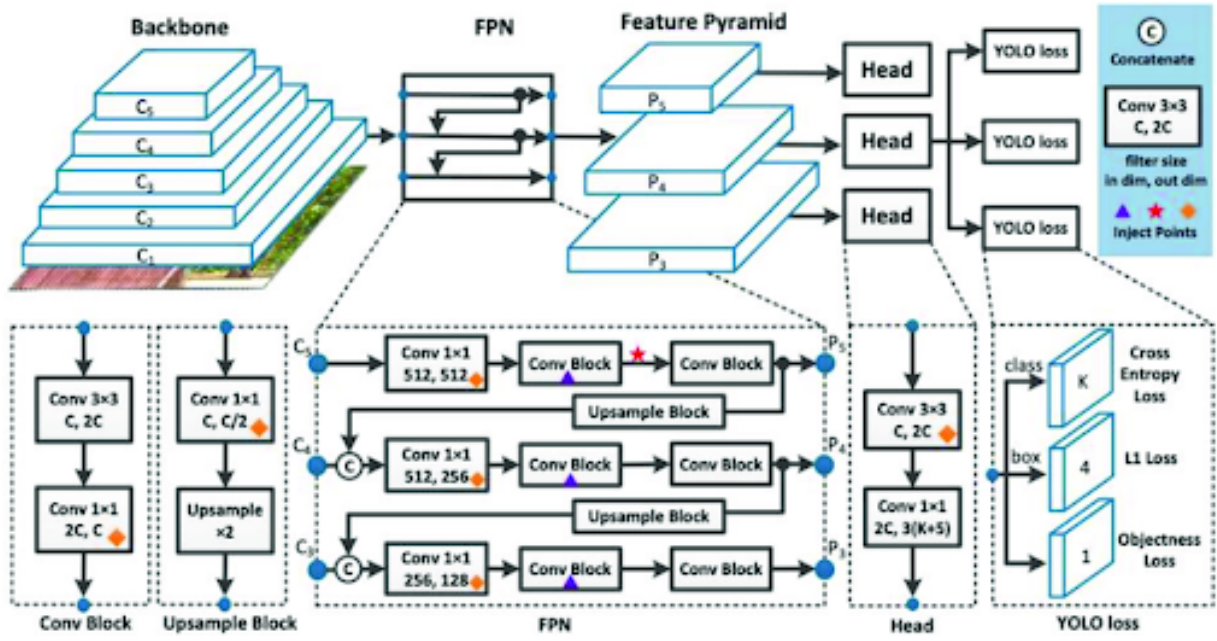 Backbone
FPN
Feature Pyramid
C5
C4
C3
C2
C1
P5
P4
P3
Head
Head
Head
YOLO loss
YOLO loss
YOLO loss
C
Concatenate
Conv 3×3
C, 2C
filter size
in dim, out dim
Inject Points
Conv 3×3
C, 2C
Conv 1×1
2C, C
Conv Block
Conv 1×1
C, C/2
Upsample
×2
Upsample Block
C5
Conv 1×1
512, 512
Conv Block
Conv Block
P5
Upsample Block
C4
C
Conv 1×1
512, 256
Conv Block
Conv Block
P4
Upsample Block
C3
C
Conv 1×1
256, 128
Conv Block
Conv Block
P3
FPN
Conv 3×3
C, 2C
Conv 1×1
2C, 3(K+5)
Head
class
K
Cross
Entropy
Loss
box
4
L1 Loss
1
Objectness
Loss
YOLO loss